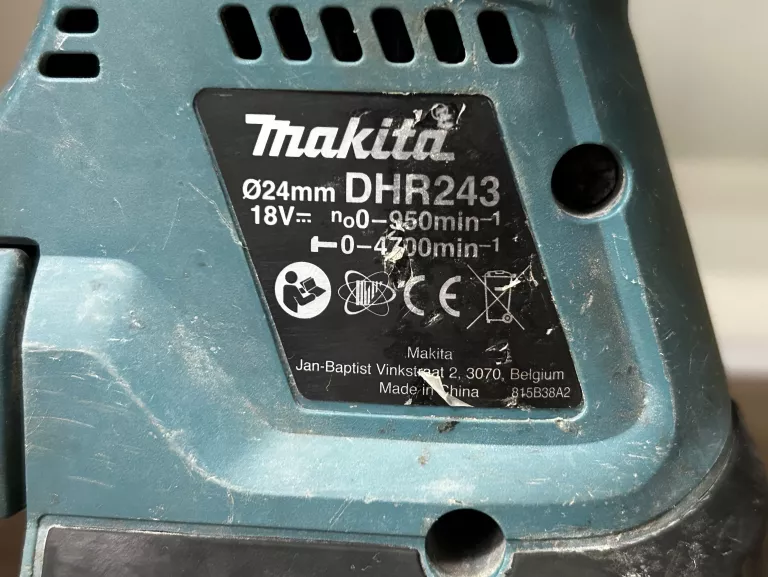 makita
Ø24mm DHR243
18V⎓ n₀0-950min⁻¹
0-4700min⁻¹
CE
Makita
Jan-Baptist Vinkstraat 2, 3070, Belgium
Made in China 815B38A2